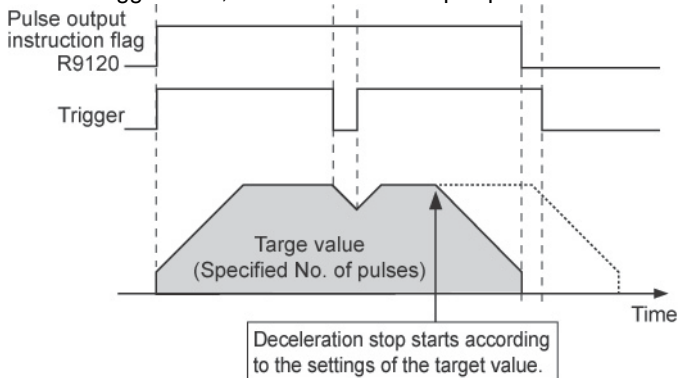 Pulse output
instruction flag
R9120
Trigger
Targe value
(Specified No. of pulses)
Time
Deceleration stop starts according
to the settings of the target value.